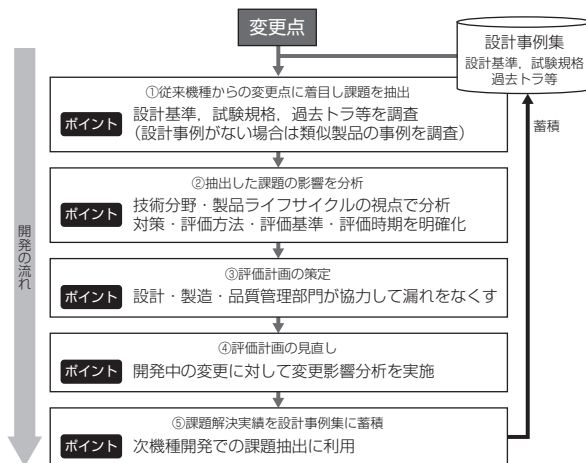 変更点
設計事例集
設計基準，試験規格
過去トラ等
蓄積
開発の流れ
①従来機種からの変更点に着目し課題を抽出
ポイント 設計基準，試験規格，過去トラ等を調査
（設計事例がない場合は類似製品の事例を調査）
②抽出した課題の影響を分析
ポイント 技術分野・製品ライフサイクルの視点で分析
対策・評価方法・評価基準・評価時期を明確化
③評価計画の策定
ポイント 設計・製造・品質管理部門が協力して漏れをなくす
④評価計画の見直し
ポイント 開発中の変更に対して変更影響分析を実施
⑤課題解決実績を設計事例集に蓄積
ポイント 次機種開発での課題抽出に利用